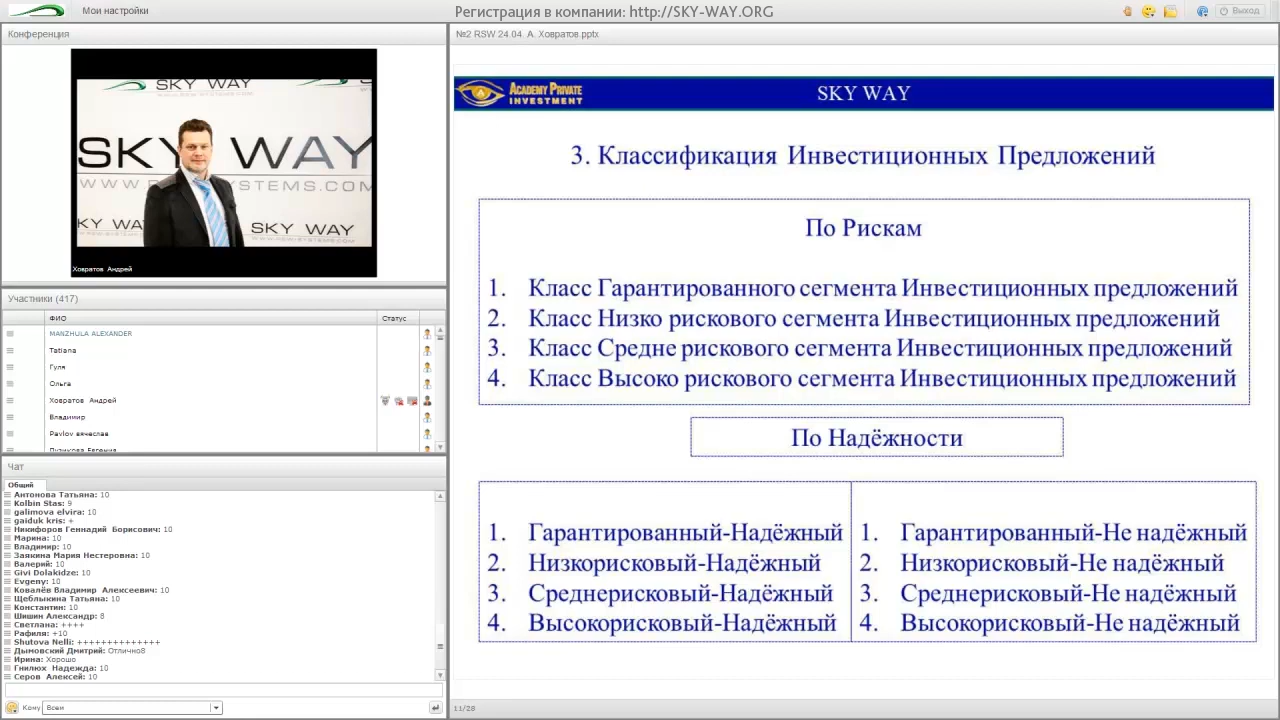 Мои настройки
Регистрация в компании: http://SKY-WAY.ORG
Выход
Конференция
SKY WAY
SKY WAY
SKY WAY
Ховратов Андрей
Участники (417)
ФИО
Статус
MANZHULA ALEXANDER
Tatiana
Гуля
Ольга
Ховратов Андрей
Владимир
Pavlov вячеслав
Пузикова Евгения
Чат
Общий
Антонова Татьяна: 10
Kolbin Stas: 9
galimova elvira: 10
gaiduk kris: +
Никифоров Геннадий Борисович: 10
Марина: 10
Владимир: 10
Заякина Мария Нестеровна: 10
Валерий: 10
Givi Dolakidze: 10
Evgeny: 10
Ковалёв Владимир Алексеевич: 10
Щеблыкина Татьяна: 10
Константин: 10
Шишин Александр: 8
Светлана: ++++
Рафиля: +10
Shutova Nelli: ++++++++++++++
Дымовский Дмитрий: Отлично8
Ирина: Хорошо
Гнилюх Надежда: 10
Серов Алексей: 10
Кому
Всем
№2 RSW 24.04. А. Ховратов.pptx
ACADEMY PRIVATE
INVESTMENT
SKY WAY
3. Классификация Инвестиционных Предложений
По Рискам
1. Класс Гарантированного сегмента Инвестиционных предложений
2. Класс Низко рискового сегмента Инвестиционных предложений
3. Класс Средне рискового сегмента Инвестиционных предложений
4. Класс Высоко рискового сегмента Инвестиционных предложений
По Надёжности
1. Гарантированный-Надёжный
2. Низкорисковый-Надёжный
3. Среднерисковый-Надёжный
4. Высокорисковый-Надёжный
1. Гарантированный-Не надёжный
2. Низкорисковый-Не надёжный
3. Среднерисковый-Не надёжный
4. Высокорисковый-Не надёжный
11/28